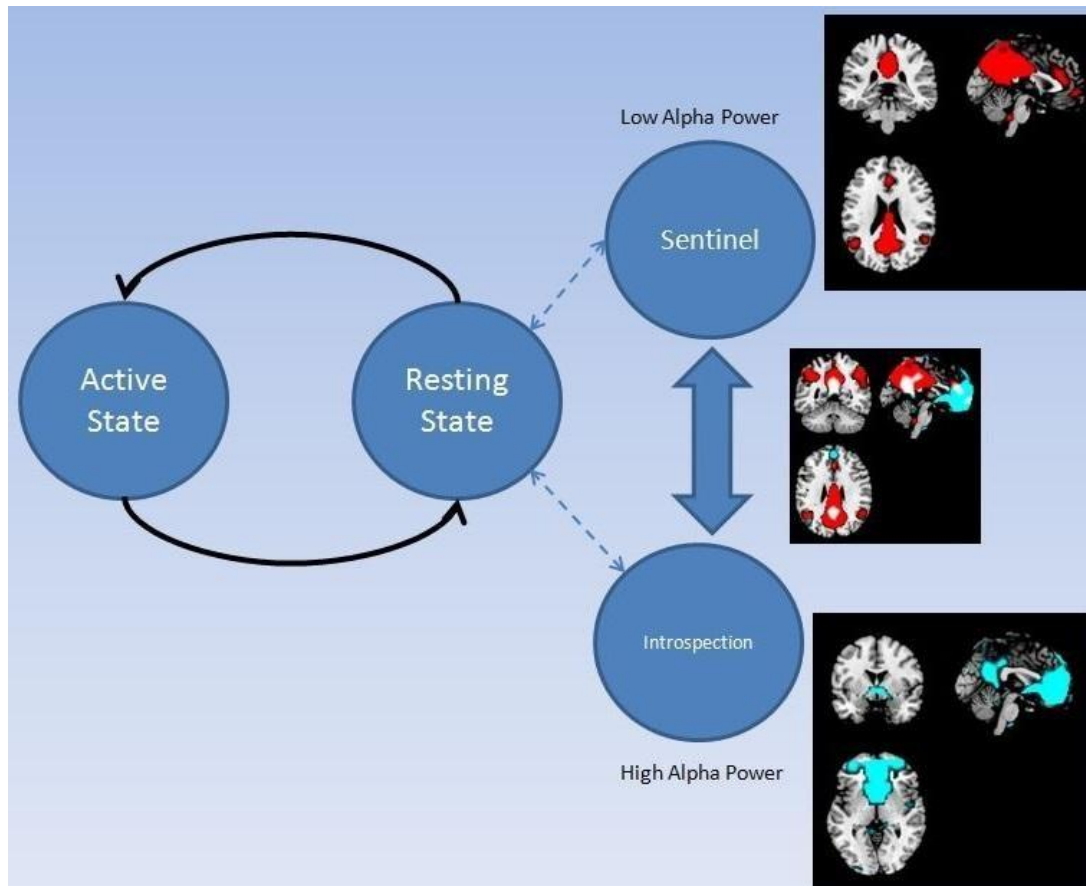 Low Alpha Power
Sentinel
Active
State
Resting
State
Introspection
High Alpha Power